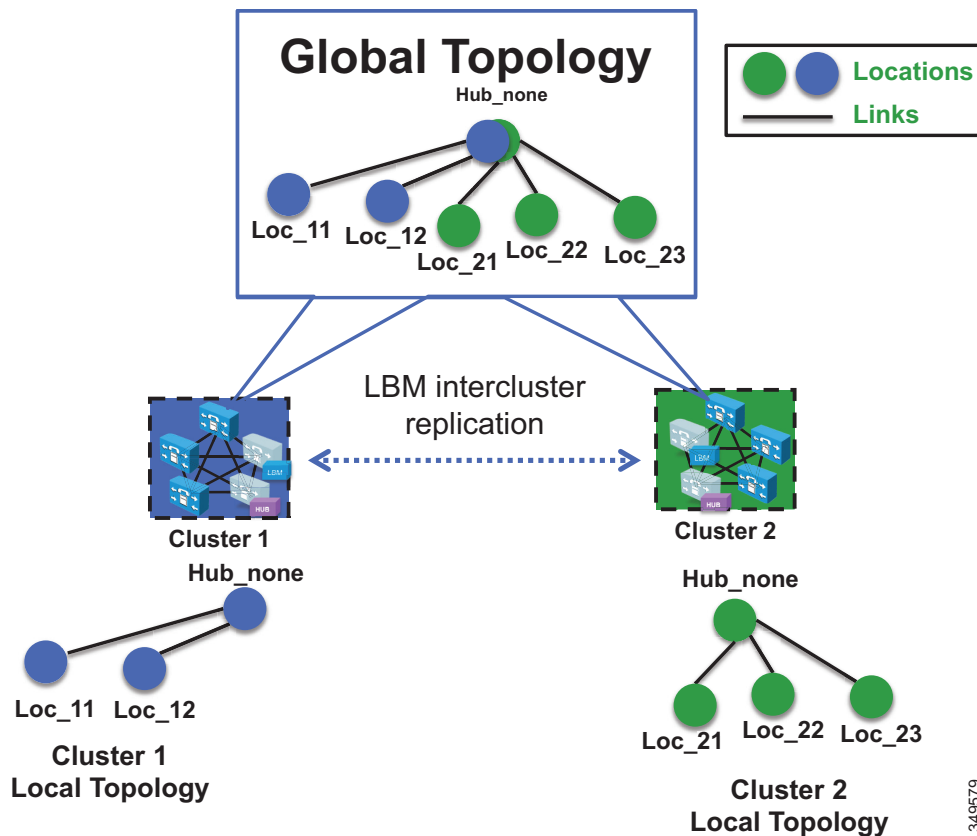 Global Topology
Hub_none
Loc_11
Loc_12
Loc_21
Loc_22
Loc_23
Locations
Links
LBM intercluster
replication
LBM
HUB
Cluster 1
LBM
HUB
Cluster 2
Hub_none
Loc_11
Loc_12
Cluster 1
Local Topology
Hub_none
Loc_21
Loc_22
Loc_23
Cluster 2
Local Topology
349579